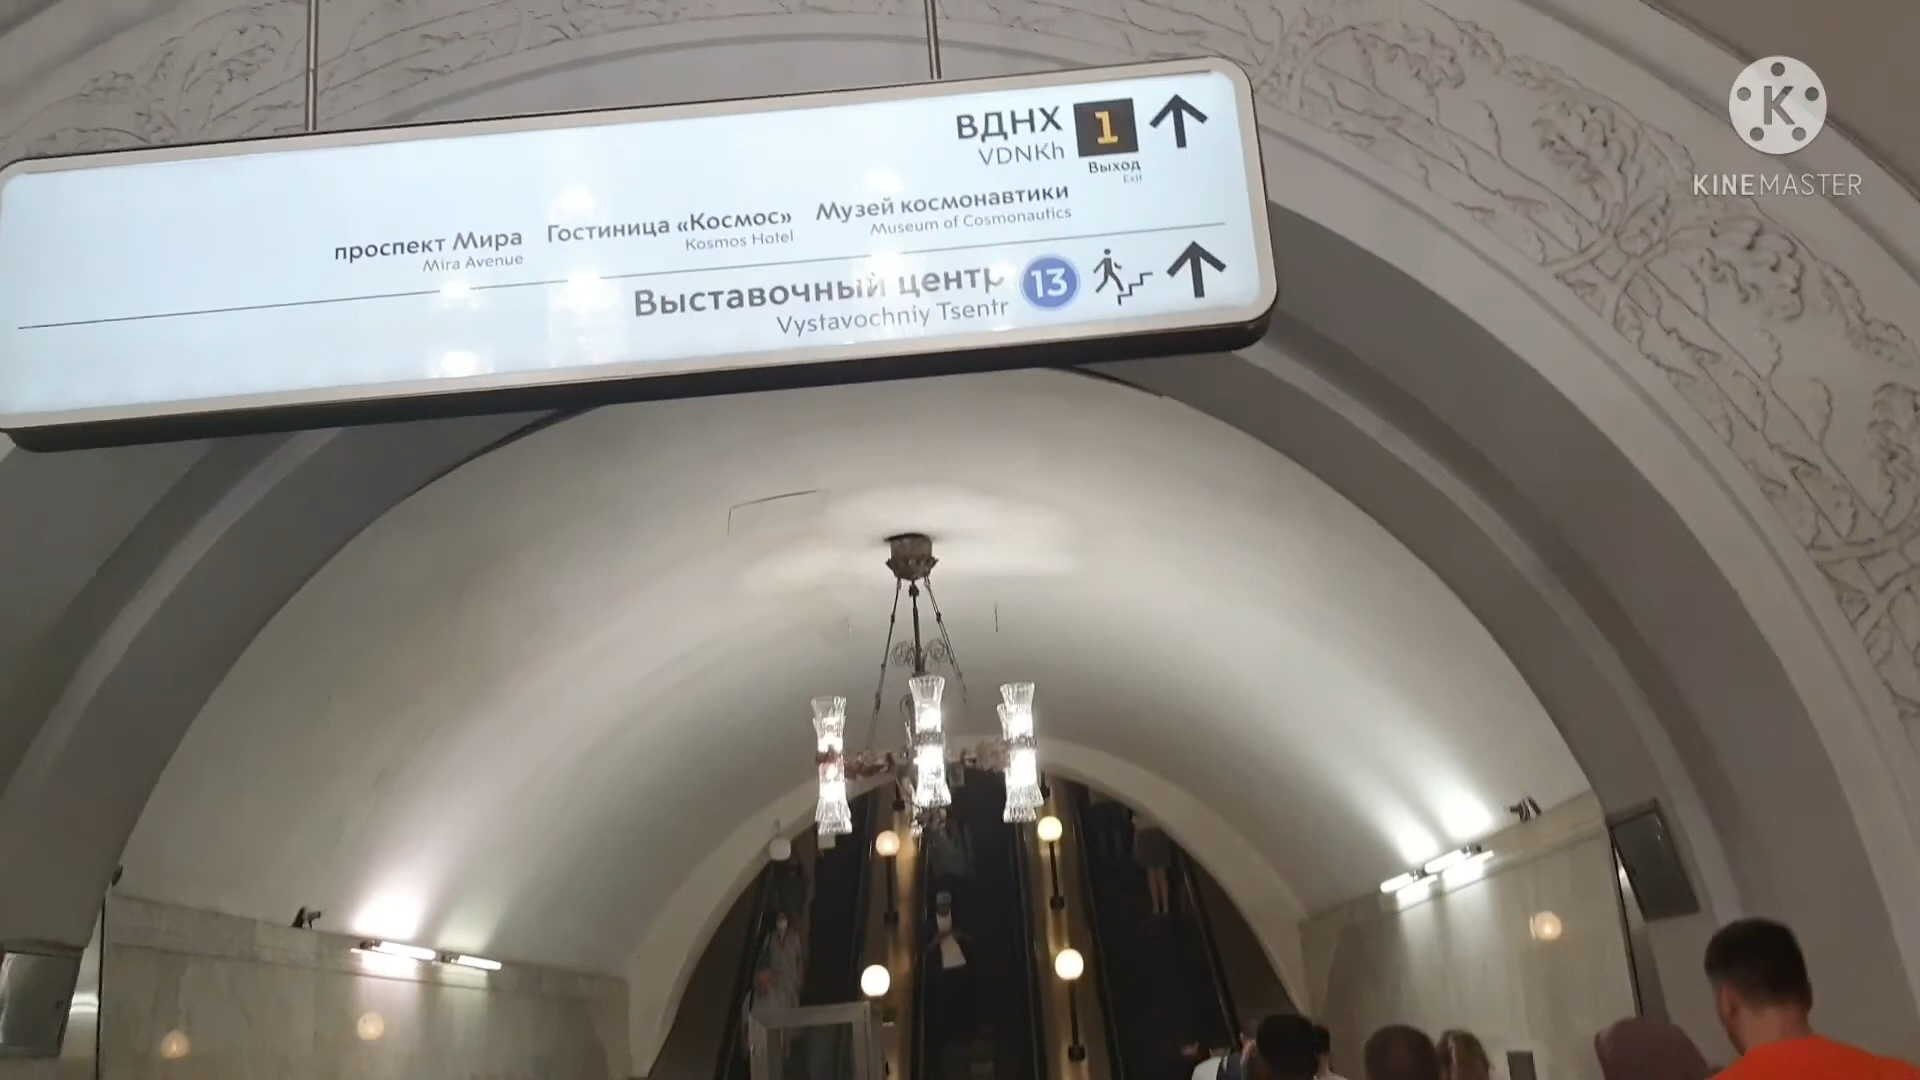 ВДНХ 1
VDNKh
Выход
Exit
проспект Мира
Mira Avenue
Гостиница «Космос»
Kosmos Hotel
Музей космонавтики
Museum of Cosmonautics
Выставочный центр 13
Vystavochniy Tsentr
K
KINEMASTER